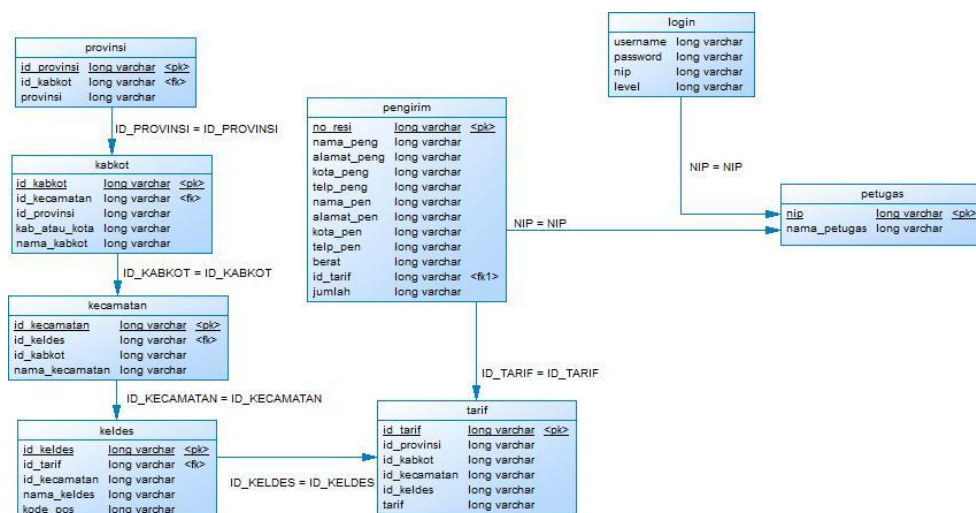 provinsi
id_provinsi long varchar <pk>
id_kabkot long varchar <fk>
provinsi long varchar
ID_PROVINSI = ID_PROVINSI
kabkot
id_kabkot long varchar <pk>
id_kecamatan long varchar <fk>
id_provinsi long varchar
kab_atau_kota long varchar
nama_kabkot long varchar
ID_KABKOT = ID_KABKOT
kecamatan
id_kecamatan long varchar <pk>
id_keldes long varchar <fk>
id_kabkot long varchar
nama_kecamatan long varchar
ID_KECAMATAN = ID_KECAMATAN
keldes
id_keldes long varchar <pk>
id_tarif long varchar <fk>
id_kecamatan long varchar
nama_keldes long varchar
kode_pos long varchar
ID_KELDES = ID_KELDES
pengirim
no_resi long varchar <pk>
nama_peng long varchar
alamat_peng long varchar
kota_peng long varchar
telp_peng long varchar
nama_pen long varchar
alamat_pen long varchar
kota_pen long varchar
telp_pen long varchar
berat long varchar
id_tarif long varchar <fk1>
jumlah long varchar
ID_TARIF = ID_TARIF
tarif
id_tarif long varchar <pk>
id_provinsi long varchar
id_kabkot long varchar
id_kecamatan long varchar
id_keldes long varchar
tarif long varchar
login
username long varchar
password long varchar
nip long varchar
level long varchar
NIP = NIP
NIP = NIP
petugas
nip long varchar <pk>
nama_petugas long varchar